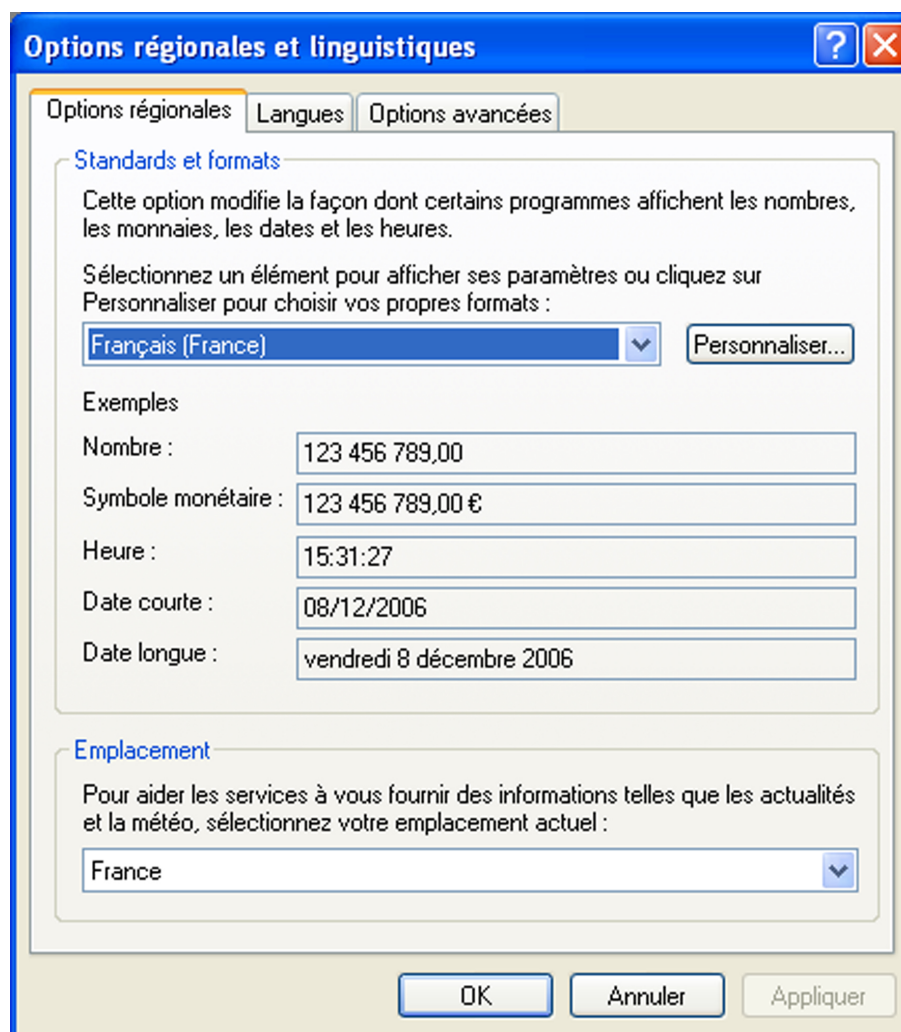 Options régionales et linguistiques
Options régionales Langues Options avancées
Standards et formats
Cette option modifie la façon dont certains programmes affichent les nombres,
les monnaies, les dates et les heures.
Sélectionnez un élément pour afficher ses paramètres ou cliquez sur
Personnaliser pour choisir vos propres formats :
Français (France) Personnaliser...
Exemples
Nombre : 123 456 789,00
Symbole monétaire : 123 456 789,00 €
Heure : 15:31:27
Date courte : 08/12/2006
Date longue : vendredi 8 décembre 2006
Emplacement
Pour aider les services à vous fournir des informations telles que les actualités
et la météo, sélectionnez votre emplacement actuel :
France
OK Annuler Appliquer